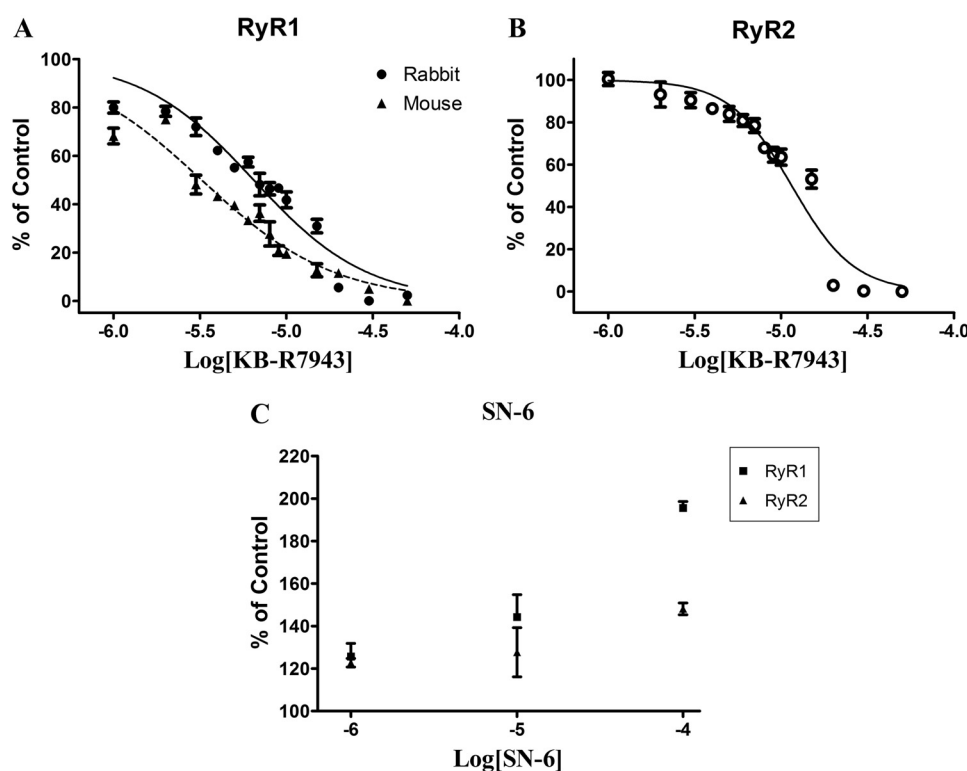 A
RyR1
100
80
60
40
20
0
% of Control
-6.0
-5.5
-5.0
-4.5
-4.0
Log[KB-R7943]
Rabbit
Mouse
B
RyR2
100
80
60
40
20
0
% of Control
-6.0
-5.5
-5.0
-4.5
-4.0
Log[KB-R7943]
C
SN-6
220
200
180
160
140
120
100
% of Control
-6
-5
-4
Log[SN-6]
RyR1
RyR2